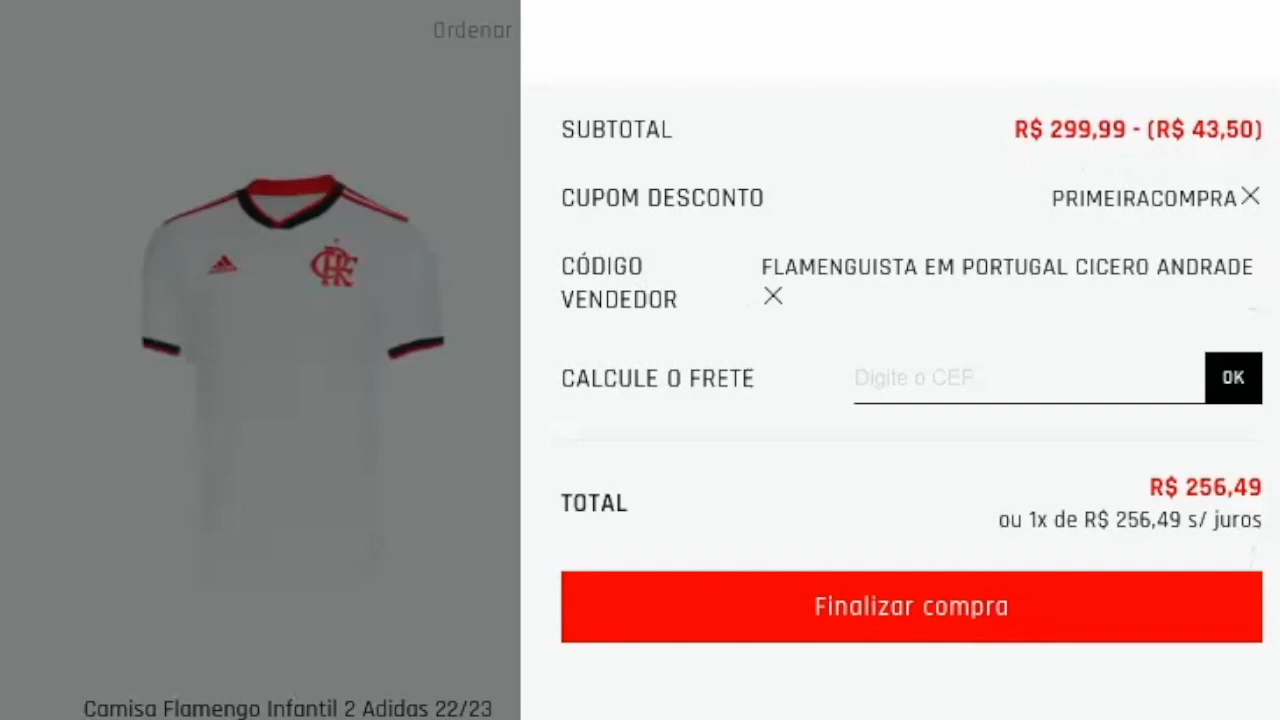 Ordenar
Camisa Flamengo Infantil 2 Adidas 22/23
SUBTOTAL
R$ 299,99 - (R$ 43,50)
CUPOM DESCONTO
PRIMEIRACOMPRA
CÓDIGO
VENDEDOR
FLAMENGUISTA EM PORTUGAL CICERO ANDRADE
CALCULE O FRETE
Digite o CEP
OK
TOTAL
R$ 256,49
ou 1x de R$ 256,49 s/ juros
Finalizar compra